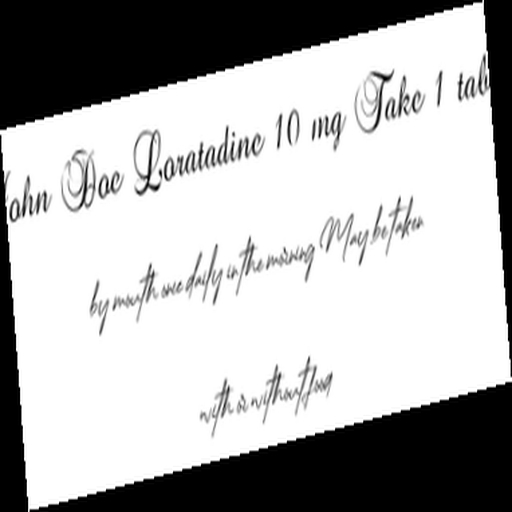 John Doe Loratadine 10 mg Take 1 tab
by mouth once daily in the morning May be taken
with or without food